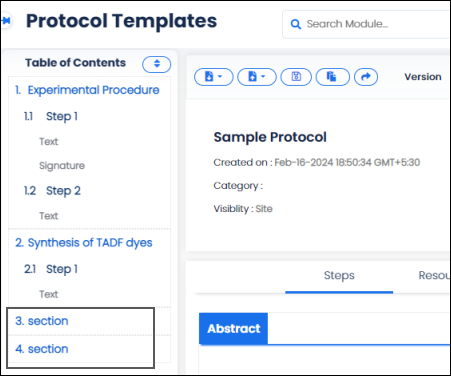 Protocol Templates
Search Module...
Table of Contents
1. Experimental Procedure
1.1 Step 1
Text
Signature
1.2 Step 2
Text
2. Synthesis of TADF dyes
2.1 Step 1
Text
3. section
4. section
Version
Sample Protocol
Created on : Feb-16-2024 18:50:34 GMT+5:30
Category :
Visiblity : Site
Steps
Resou
Abstract